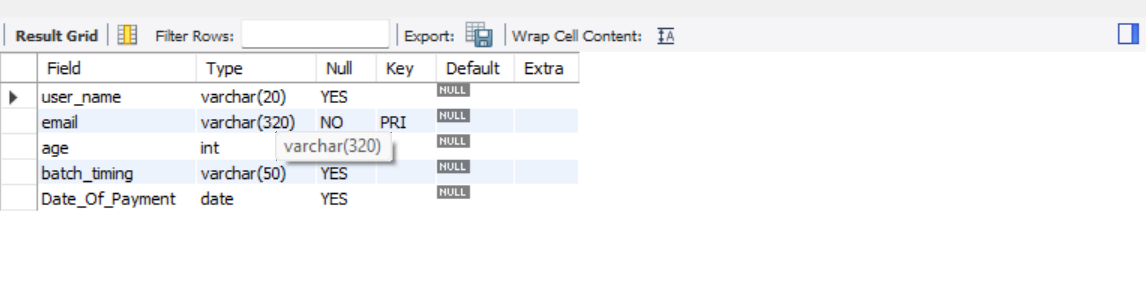 Result Grid Filter Rows: Export: Wrap Cell Content: IA
Field Type Null Key Default Extra
user_name varchar(20) YES NULL
email varchar(320) NO PRI NULL
age int varchar(320) NULL
batch_timing varchar(50) YES NULL
Date_Of_Payment date YES NULL